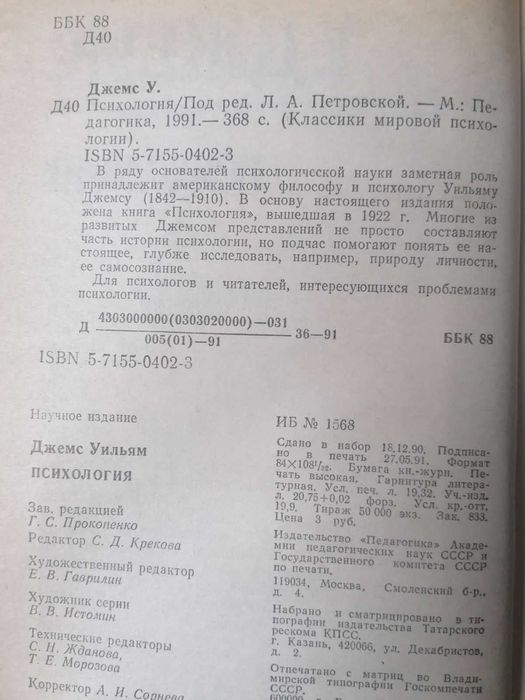 ББК 88
Д40
Джемс У.
Д40 Психология/Под ред. Л. А. Петровской. — М.: Пе-
дагогика, 1991.— 368 с. (Классики мировой психо-
логии).
ISBN 5-7155-0402-3
В ряду основателей психологической науки заметная роль
принадлежит американскому философу и психологу Уильяму
Джемсу (1842—1910). В основу настоящего издания поло-
жена книга «Психология», вышедшая в 1922 г. Многие из
развитых Джемсом представлений не просто составляют
часть истории психологии, но подчас помогают понять ее на-
стоящее, глубже исследовать, например, природу личности,
ее самосознание.
Для психологов и читателей, интересующихся проблемами
психологии.
Д 4303000000(0303020000)—031
005(01)—91
36—91
ББК 88
ISBN 5-7155-0402-3
Научное издание
Джемс Уильям
ПСИХОЛОГИЯ
Зав. редакцией
Г. С. Прокопенко
Редактор С. Д. Крекова
Художественный редактор
Е. В. Гаврилин
Художник серии
В. В. Истомин
Технические редакторы
С. Н. Жданова,
Т. Е. Морозова
Корректор А. И. Сорнева
ИБ № 1568
Сдано в набор 18.12.90. Подписа-
но в печать 27.05.91. Формат
84×108¹/₃₂. Бумага кн.-журн. Пе-
чать высокая. Гарнитура литера-
турная. Усл. печ. л. 19,32. Уч.-изд.
л. 20,75+0,02 форз. Усл. кр.-отт.
19,9. Тираж 50 000 экз. Зак. 833.
Цена 3 руб.
Издательство «Педагогика» Акаде-
мии педагогических наук СССР и
Государственного комитета СССР
по печати.
119034, Москва, Смоленский б-р.,
д. 4.
Набрано и сматрицировано в ти-
пографии издательства Татарского
рескома КПСС.
г. Казань, 420066, ул. Декабристов,
д. 2.
Отпечатано с матриц во Влади-
мирской типографии Госкомпечати
СССР.
600000